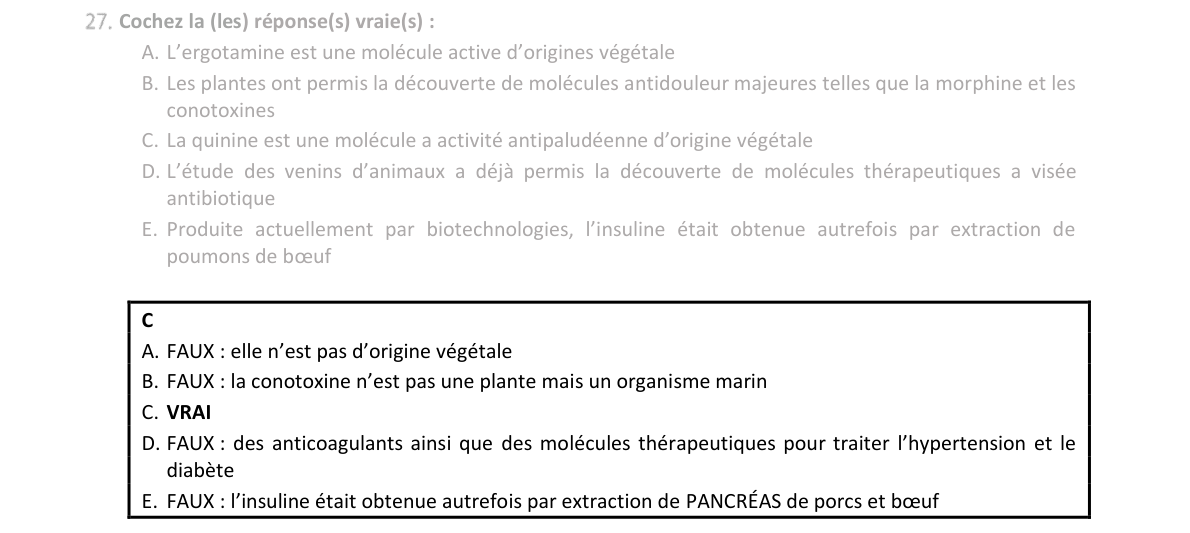 27. Cochez la (les) réponse(s) vraie(s) :
A. L’ergotamine est une molécule active d’origines végétale
B. Les plantes ont permis la découverte de molécules antidouleur majeures telles que la morphine et les
conotoxines
C. La quinine est une molécule a activité antipaludéenne d’origine végétale
D. L’étude des venins d’animaux a déjà permis la découverte de molécules thérapeutiques a visée
antibiotique
E. Produite actuellement par biotechnologies, l’insuline était obtenue autrefois par extraction de
poumons de bœuf
C
A. FAUX : elle n’est pas d’origine végétale
B. FAUX : la conotoxine n’est pas une plante mais un organisme marin
C. VRAI
D. FAUX : des anticoagulants ainsi que des molécules thérapeutiques pour traiter l’hypertension et le
diabète
E. FAUX : l’insuline était obtenue autrefois par extraction de PANCRÉAS de porcs et bœuf